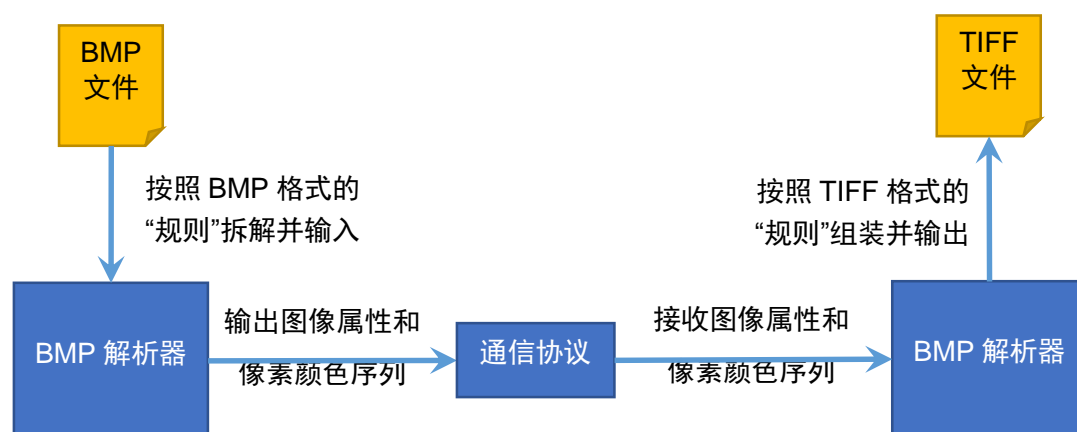 BMP
文件
TIFF
文件
按照 BMP 格式的
“规则”拆解并输入
按照 TIFF 格式的
“规则”组装并输出
BMP 解析器
输出图像属性和
像素颜色序列
通信协议
接收图像属性和
像素颜色序列
BMP 解析器